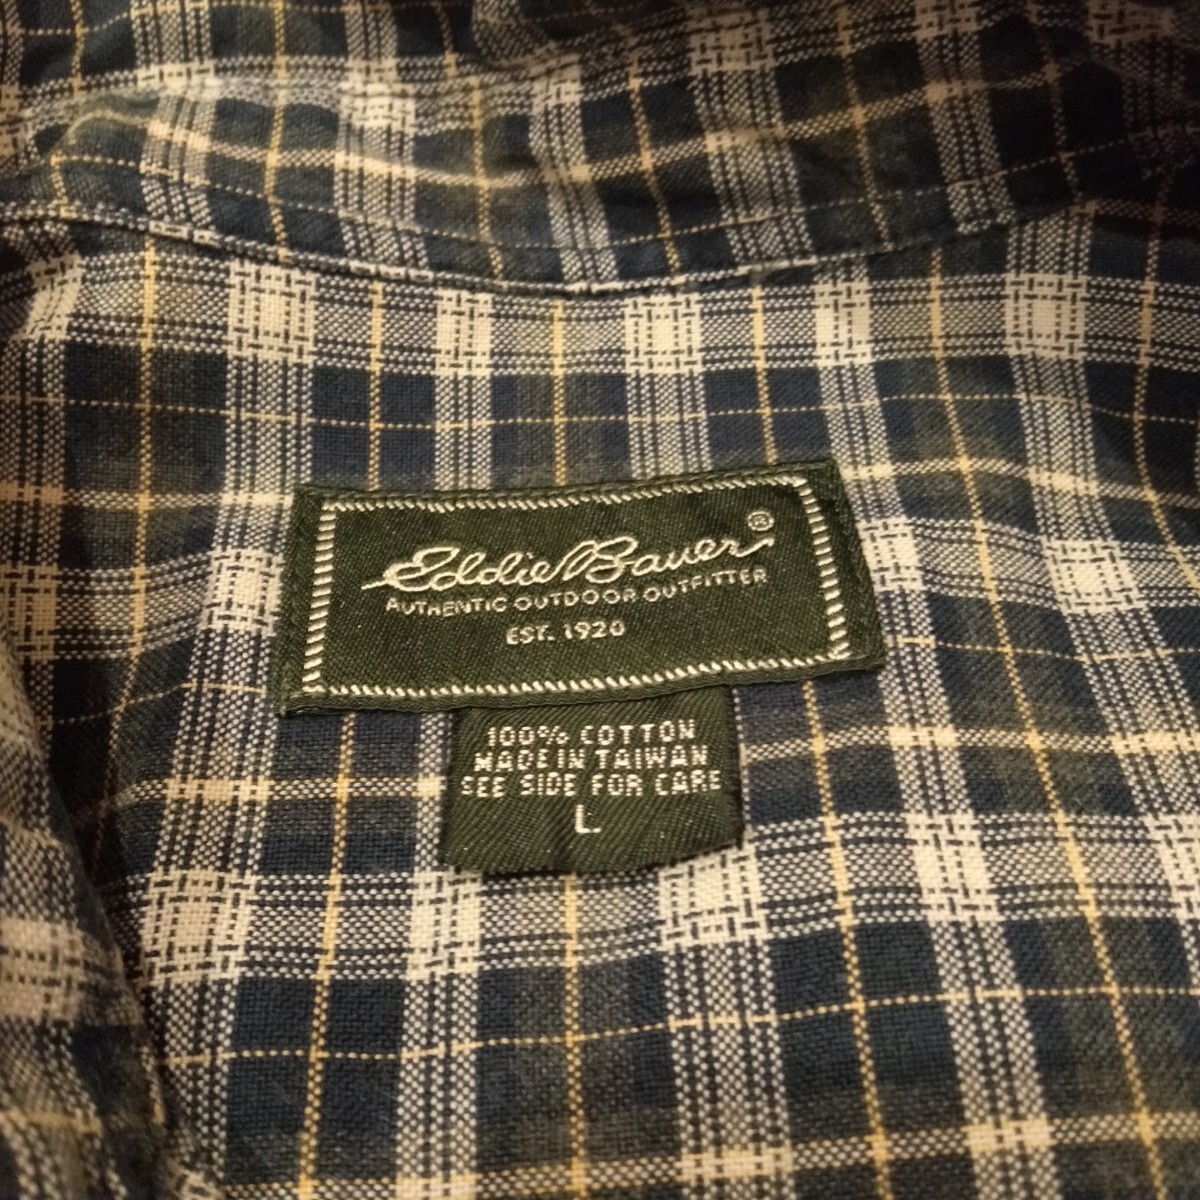 Eddie Bauer®
AUTHENTIC OUTDOOR OUTFITTER
EST. 1920
100% COTTON
MADE IN TAIWAN
SEE SIDE FOR CARE
L